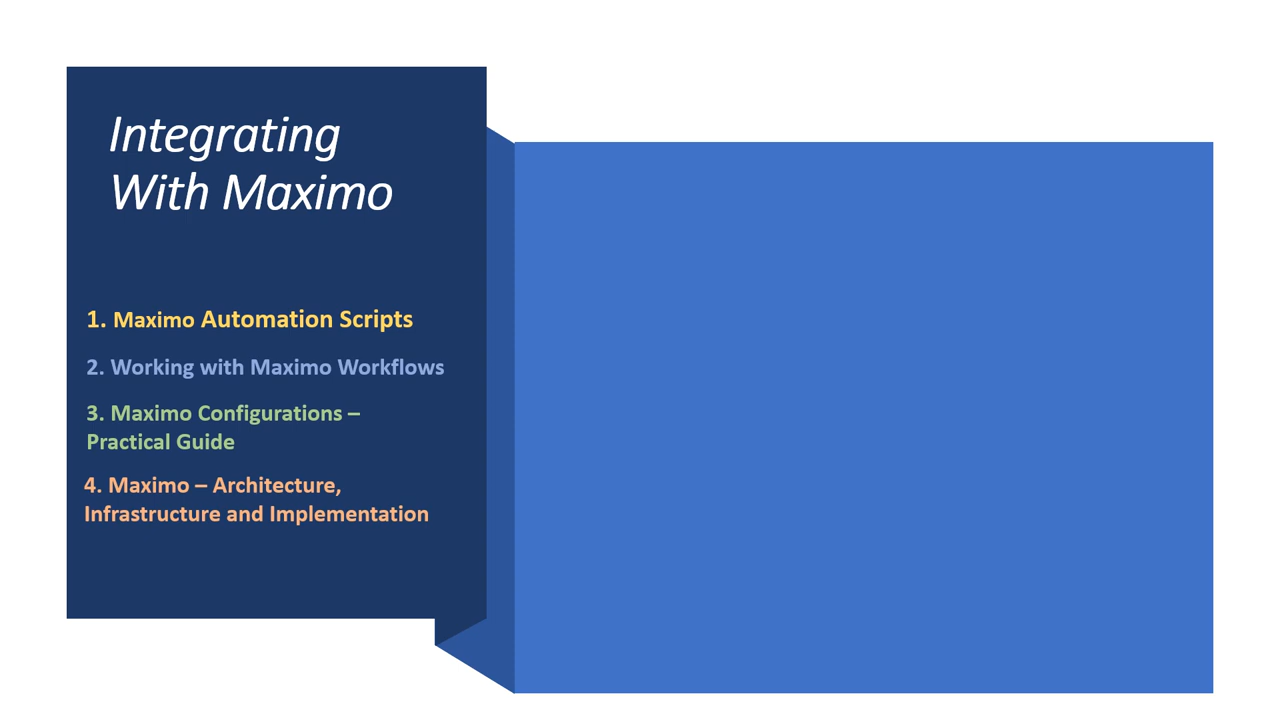 Integrating
With Maximo
1. Maximo Automation Scripts
2. Working with Maximo Workflows
3. Maximo Configurations –
Practical Guide
4. Maximo – Architecture,
Infrastructure and Implementation